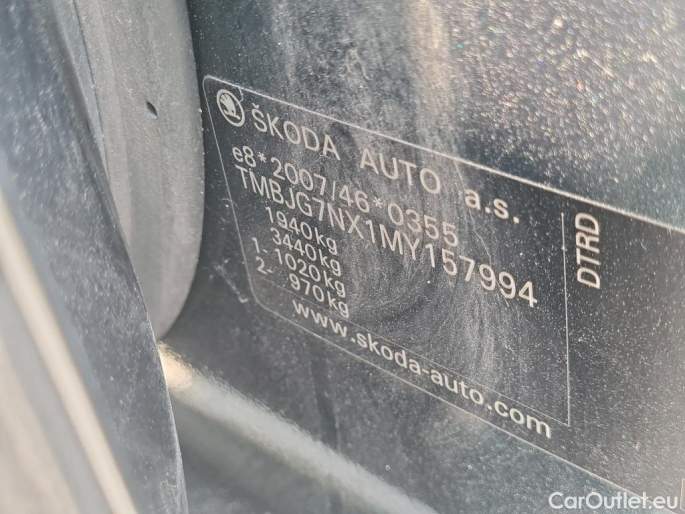 ŠKODA AUTO a.s.
e8*2007/46*0355
TMBJG7NX1MY157994
1940kg
3440kg
1-1020kg
2- 970kg
www.skoda-auto.com
DTRD
CarOutlet.eu